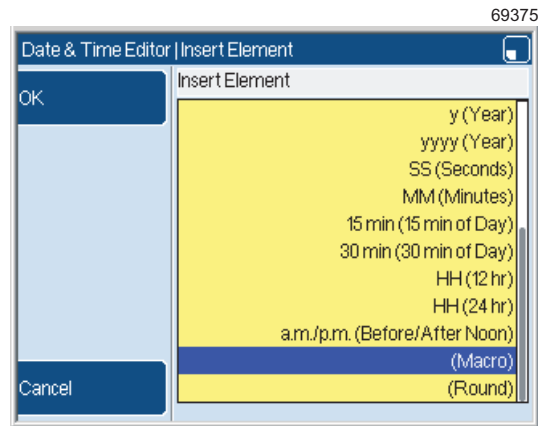 69375
Date & Time Editor | Insert Element
Insert Element
OK
y (Year)
yyyy (Year)
SS (Seconds)
MM (Minutes)
15 min (15 min of Day)
30 min (30 min of Day)
HH (12 hr)
HH (24 hr)
a.m./p.m. (Before/After Noon)
(Macro)
(Round)
Cancel